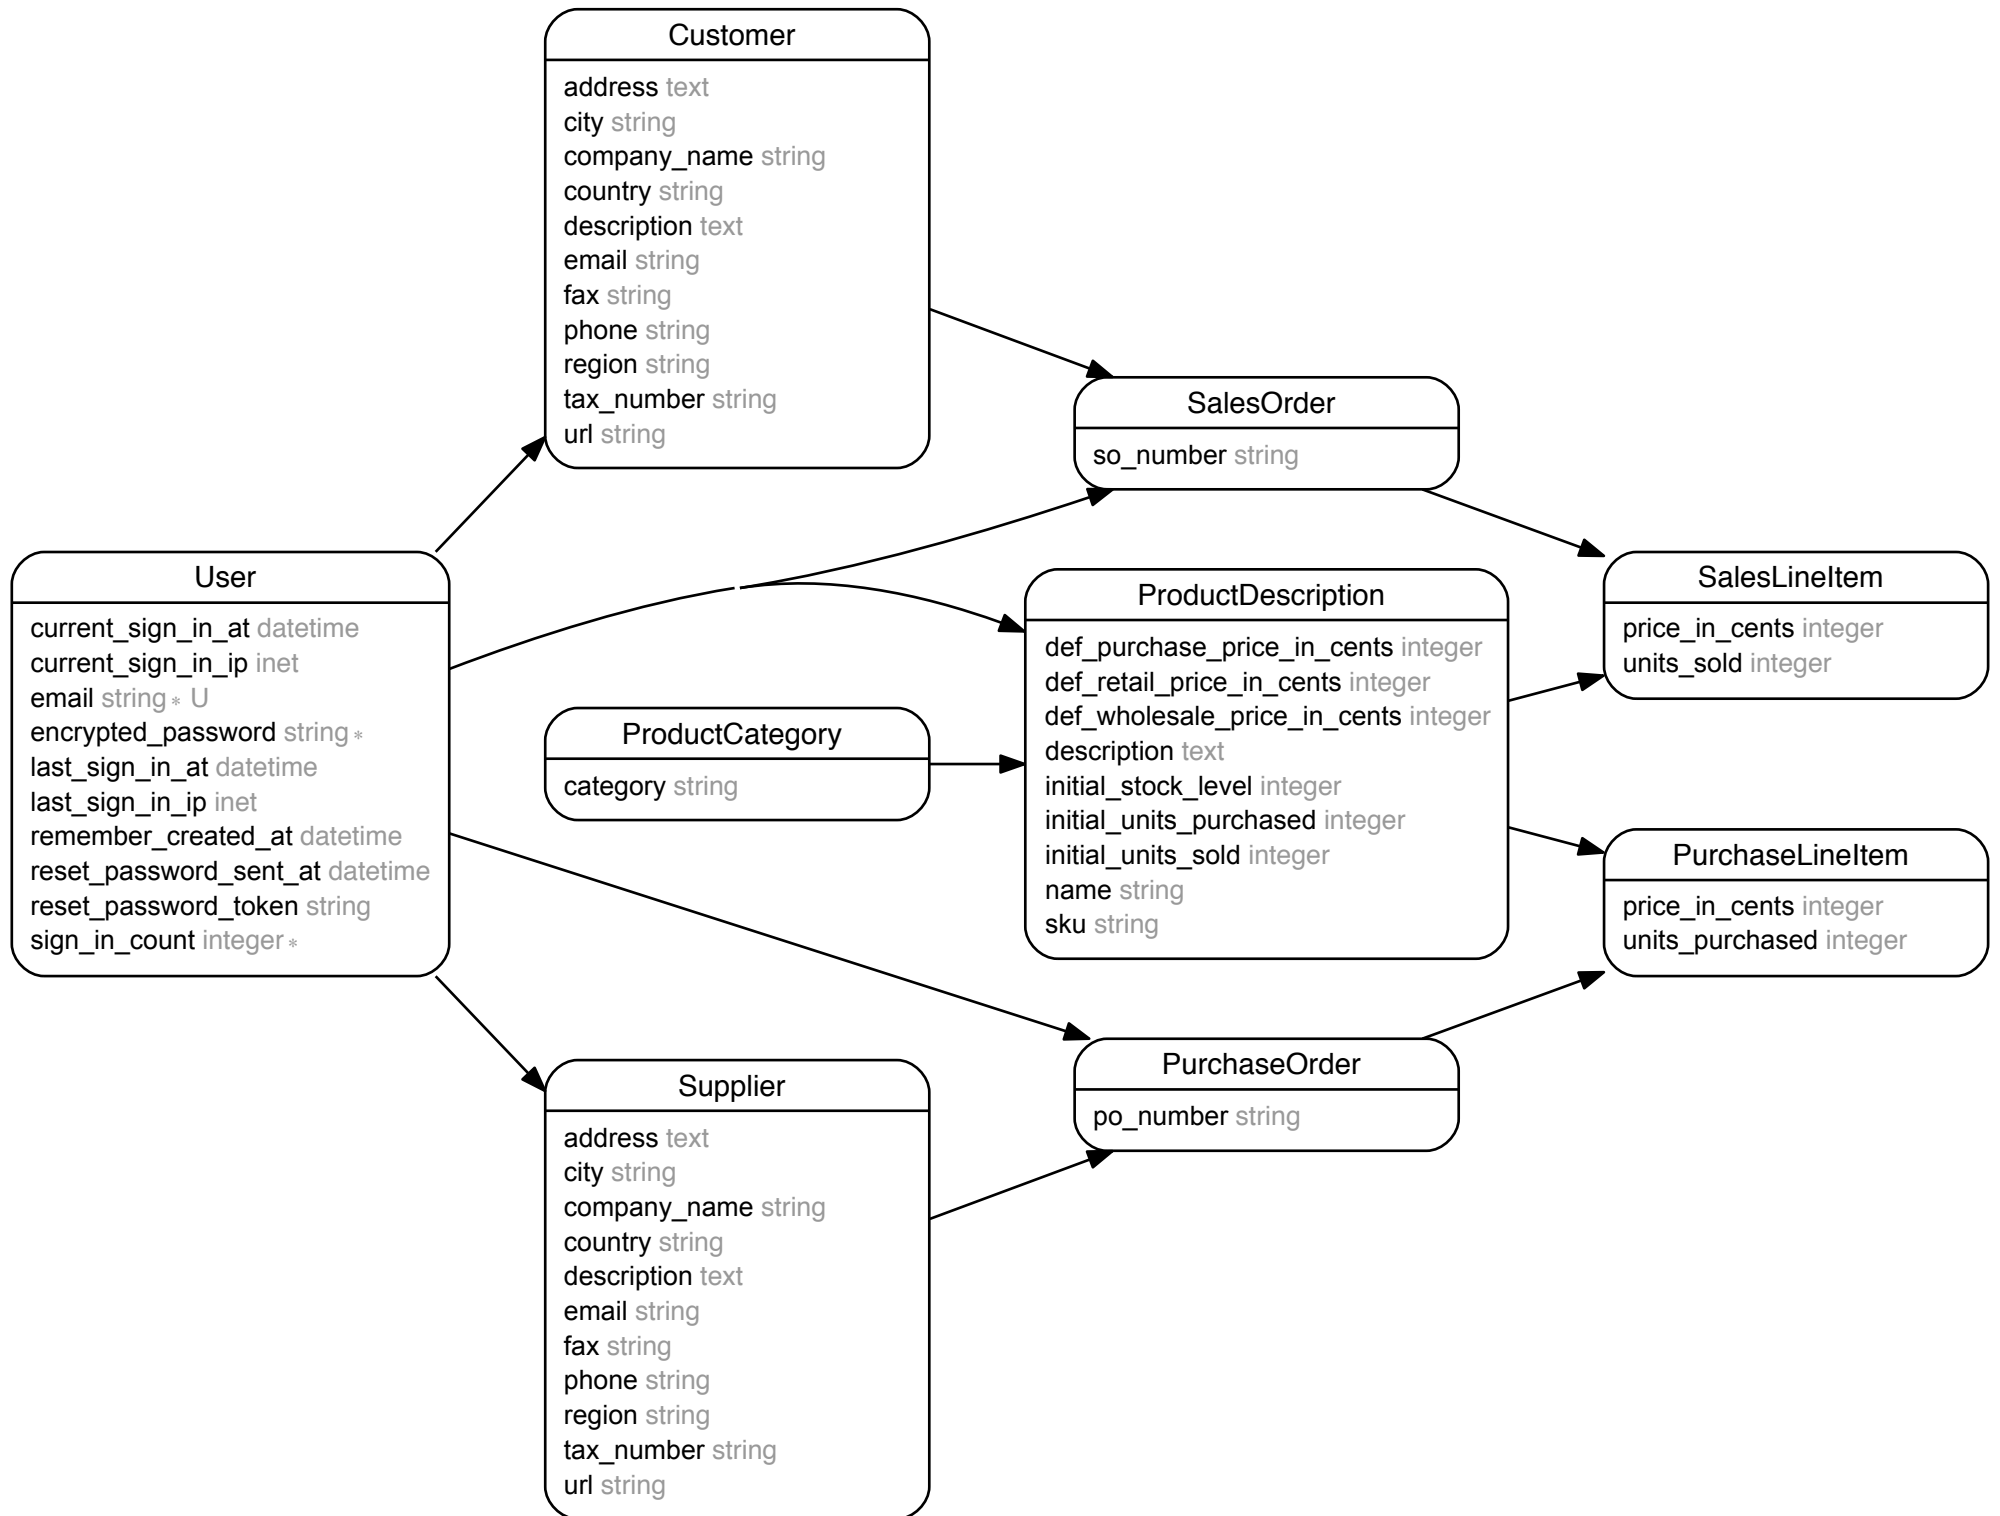 Customer
address text
city string
company_name string
country string
description text
email string
fax string
phone string
region string
tax_number string
url string
SalesOrder
so_number string
User
current_sign_in_at datetime
current_sign_in_ip inet
email string * U
encrypted_password string *
last_sign_in_at datetime
last_sign_in_ip inet
remember_created_at datetime
reset_password_sent_at datetime
reset_password_token string
sign_in_count integer *
ProductCategory
category string
ProductDescription
def_purchase_price_in_cents integer
def_retail_price_in_cents integer
def_wholesale_price_in_cents integer
description text
initial_stock_level integer
initial_units_purchased integer
initial_units_sold integer
name string
sku string
SalesLineItem
price_in_cents integer
units_sold integer
PurchaseLineItem
price_in_cents integer
units_purchased integer
Supplier
address text
city string
company_name string
country string
description text
email string
fax string
phone string
region string
tax_number string
url string
PurchaseOrder
po_number string